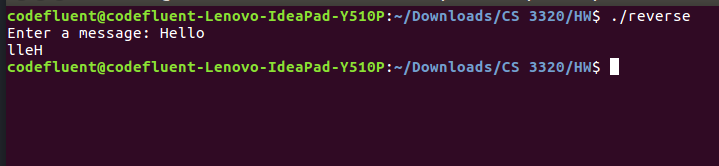 codefluent@codefluent-Lenovo-IdeaPad-Y510P:~/Downloads/CS 3320/HW$ ./reverse
Enter a message: Hello
lleH
codefluent@codefluent-Lenovo-IdeaPad-Y510P:~/Downloads/CS 3320/HW$